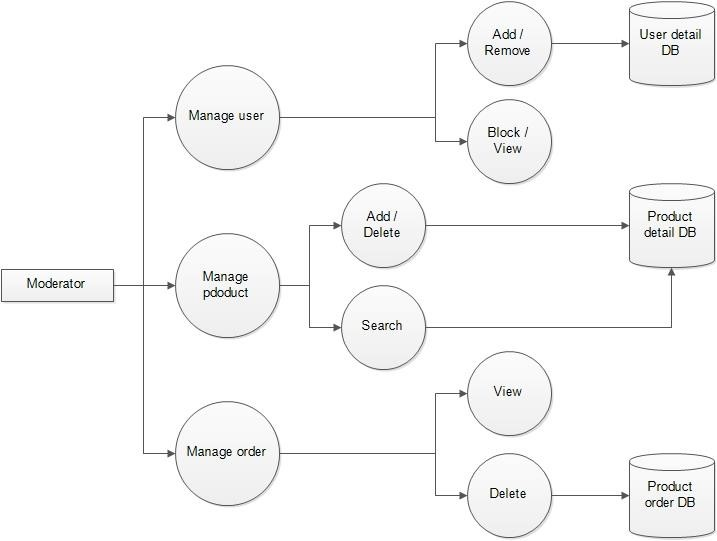 Add /
Remove
User detail
DB
Manage user
Block /
View
Add /
Delete
Product
detail DB
Manage
pdoduct
Moderator
Search
View
Manage order
Delete
Product
order DB